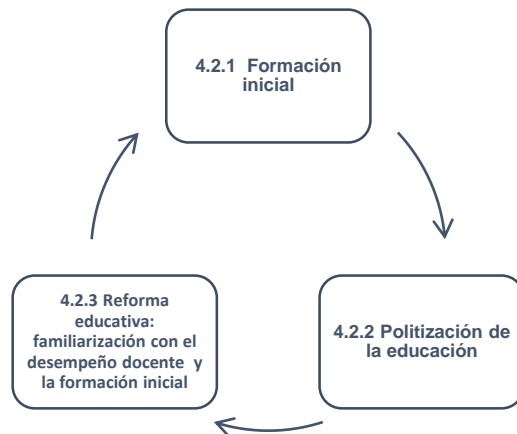 4.2.1 Formación
inicial
4.2.2 Politización de
la educación
4.2.3 Reforma
educativa:
familiarización con el
desempeño docente y
la formación inicial